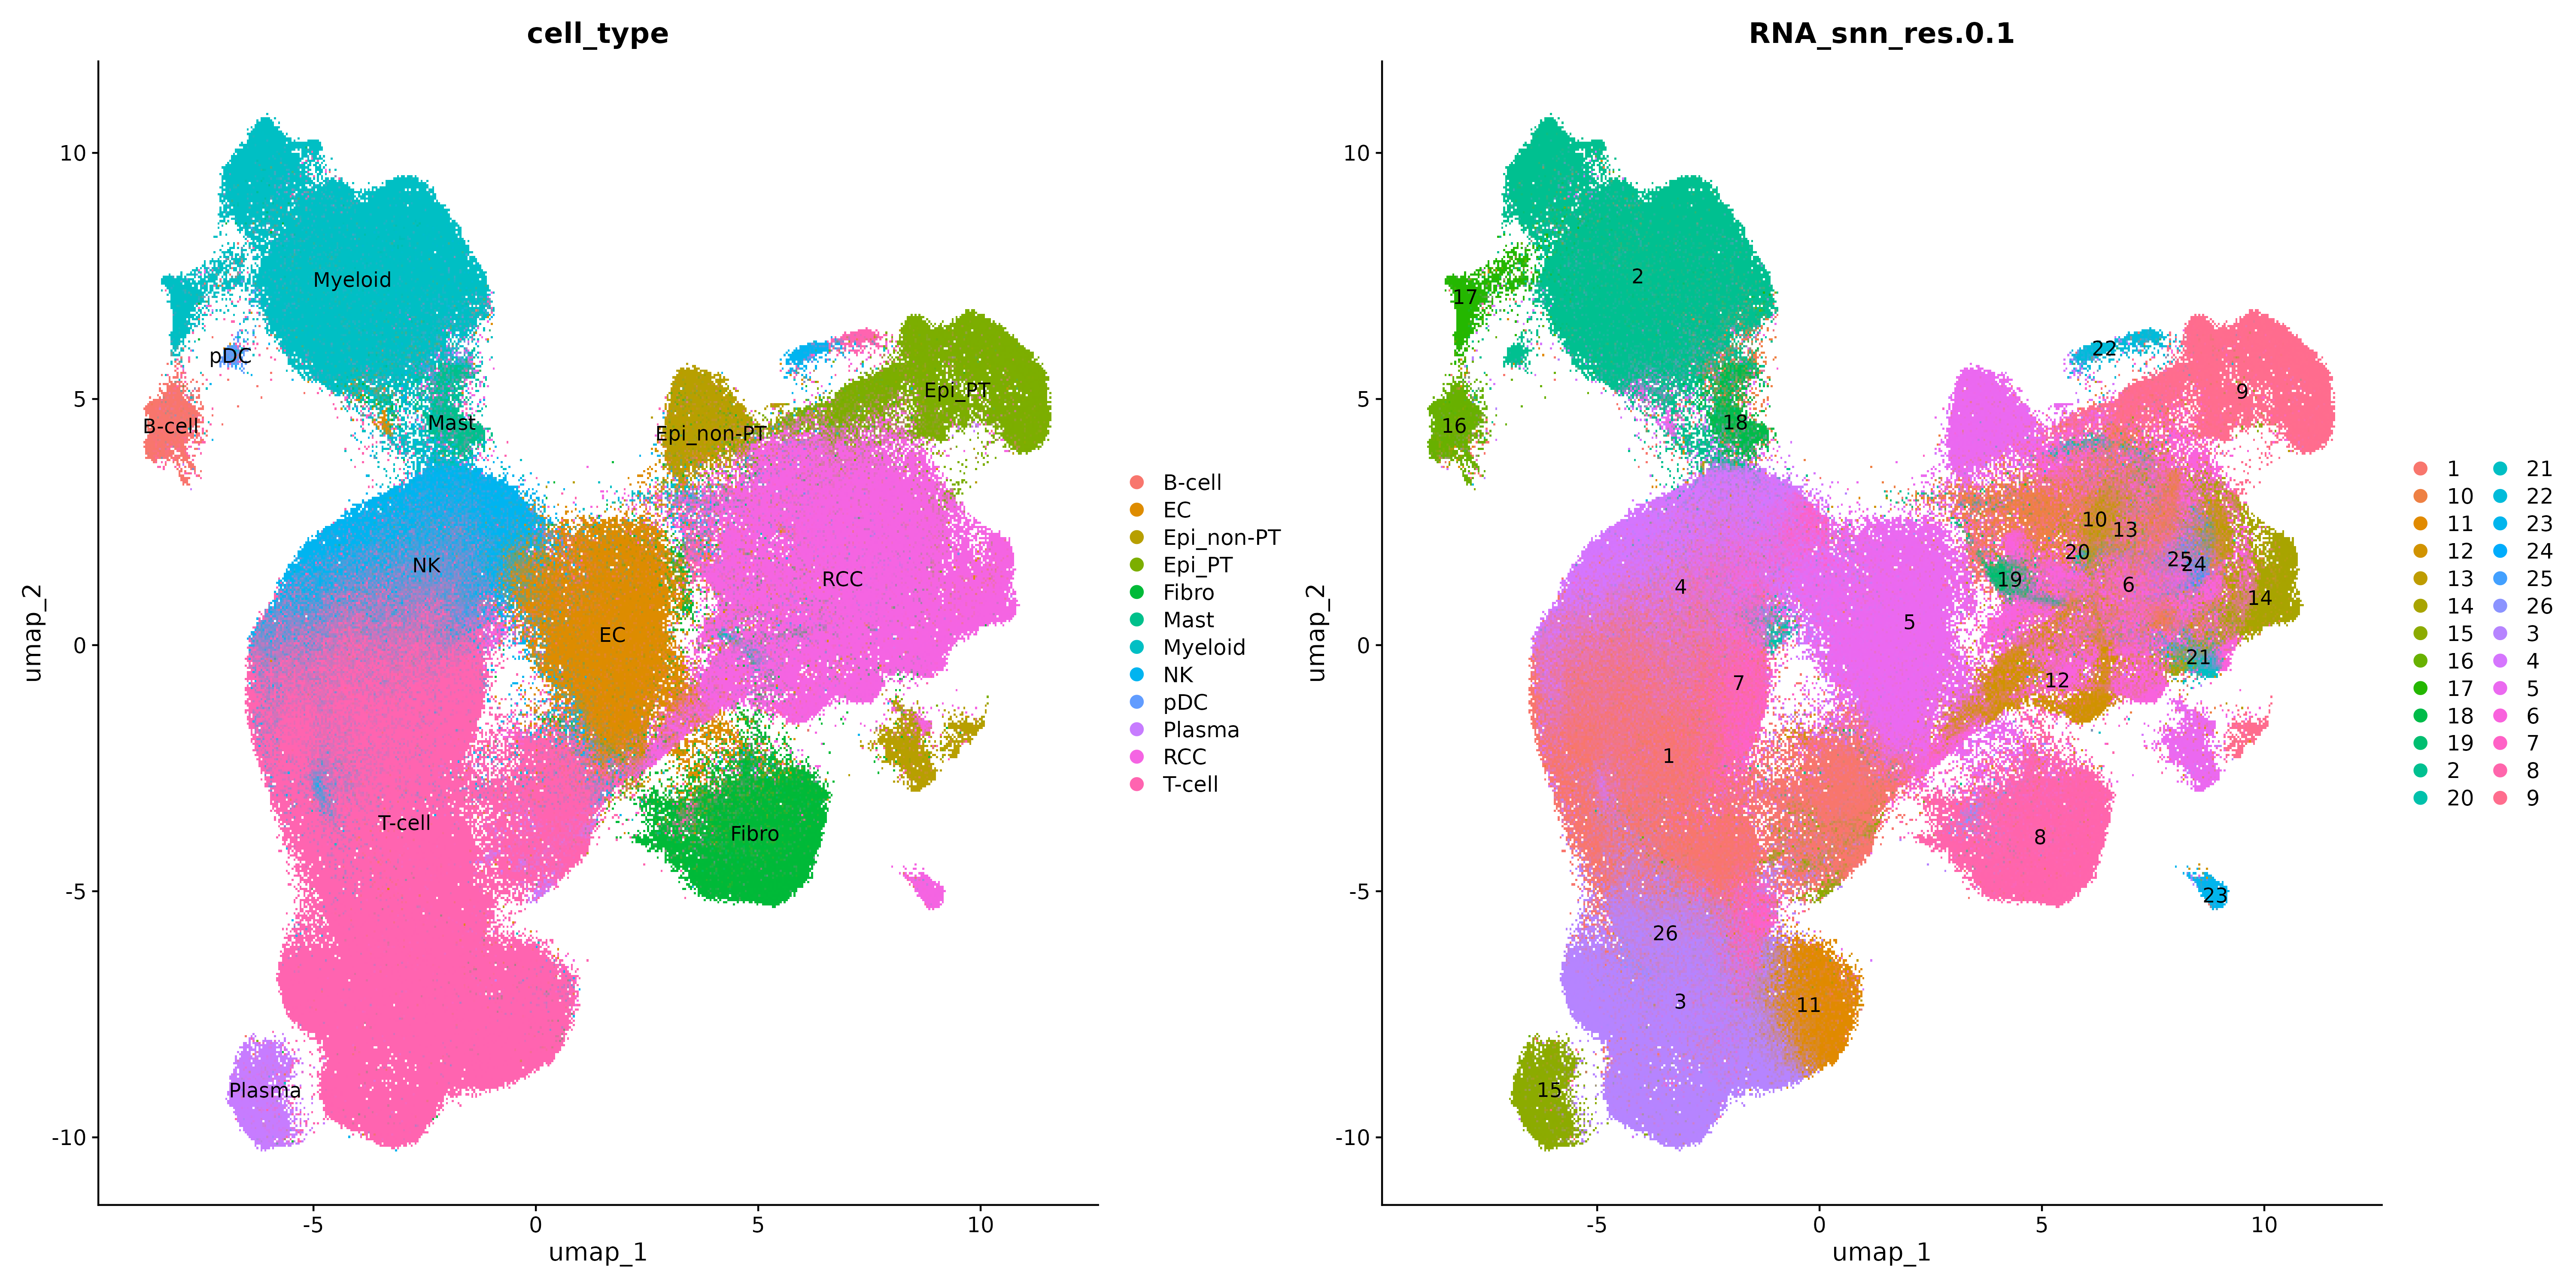 cell_type
10
5
0
-5
-10
umap_2
-5
0
5
10
umap_1
Myeloid
pDC
B-cell
Mast
Epi_PT
Epi_non-PT
NK
RCC
EC
T-cell
Fibro
Plasma
B-cell
EC
Epi_non-PT
Epi_PT
Fibro
Mast
Myeloid
NK
pDC
Plasma
RCC
T-cell
RNA_snn_res.0.1
10
5
0
-5
-10
umap_2
-5
0
5
10
umap_1
2
17
22
9
16
18
10
13
20
25
24
19
6
4
14
5
21
12
7
1
8
23
26
3
11
15
1
10
11
12
13
14
15
16
17
18
19
2
20
21
22
23
24
25
26
3
4
5
6
7
8
9